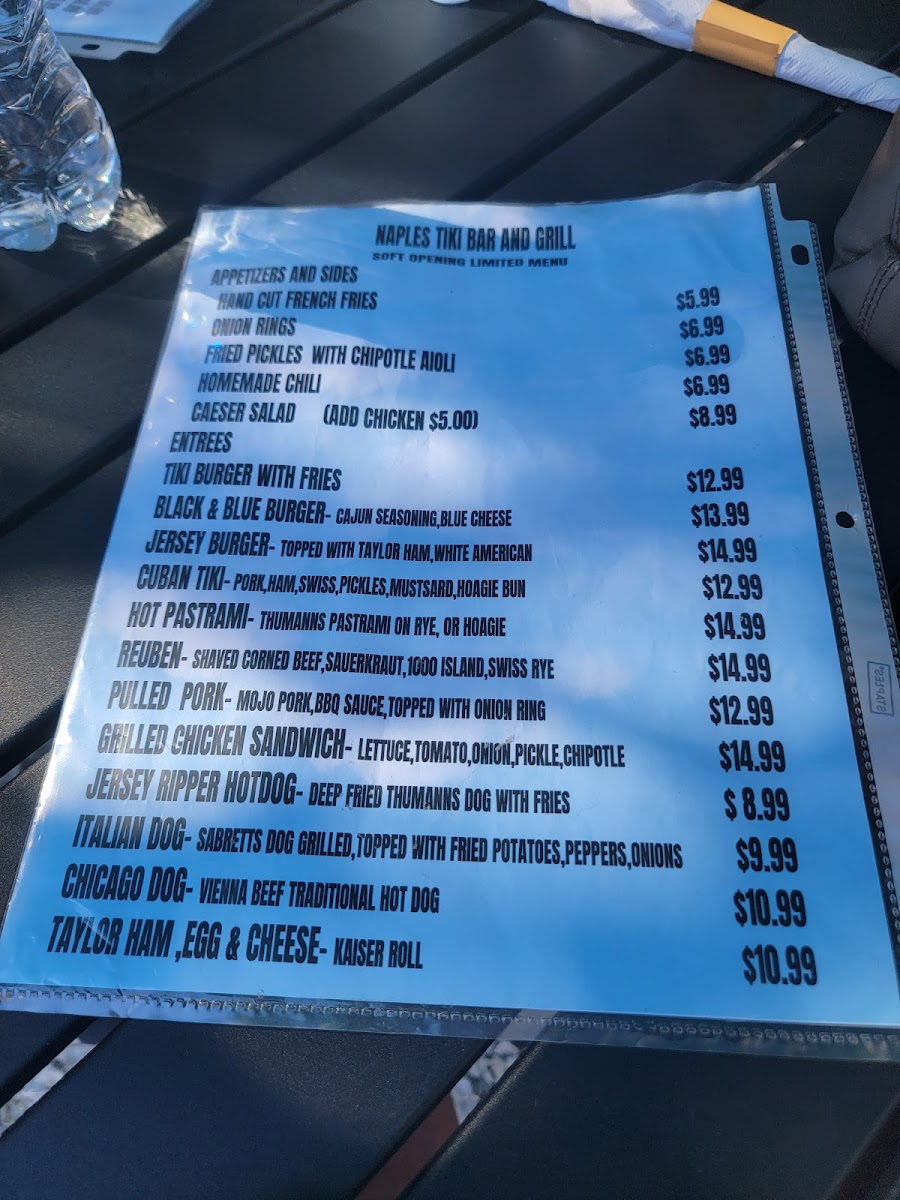 NAPLES TIKI BAR AND GRILL
SOFT OPENING LIMITED MENU
APPETIZERS AND SIDES
HAND CUT FRENCH FRIES $5.99
ONION RINGS $6.99
FRIED PICKLES WITH CHIPOTLE AIOLI $6.99
HOMEMADE CHILI $6.99
CAESER SALAD (ADD CHICKEN $5.00) $8.99
ENTREES
TIKI BURGER WITH FRIES $12.99
BLACK & BLUE BURGER- CAJUN SEASONING,BLUE CHEESE $13.99
JERSEY BURGER- TOPPED WITH TAYLOR HAM,WHITE AMERICAN $14.99
CUBAN TIKI- PORK,HAM,SWISS,PICKLES,MUSTSARD,HOAGIE BUN $12.99
HOT PASTRAMI- THUMANNS PASTRAMI ON RYE, OR HOAGIE $14.99
REUBEN- SHAVED CORNED BEEF,SAUERKRAUT,1000 ISLAND,SWISS RYE $14.99
PULLED PORK- MOJO PORK,BBQ SAUCE,TOPPED WITH ONION RING $12.99
GRILLED CHICKEN SANDWICH- LETTUCE,TOMATO,ONION,PICKLE,CHIPOTLE $14.99
JERSEY RIPPER HOTDOG- DEEP FRIED THUMANNS DOG WITH FRIES $ 8.99
ITALIAN DOG- SABRETTS DOG GRILLED,TOPPED WITH FRIED POTATOES,PEPPERS,ONIONS $9.99
CHICAGO DOG- VIENNA BEEF TRADITIONAL HOT DOG $10.99
TAYLOR HAM ,EGG & CHEESE- KAISER ROLL $10.99
STAPLES